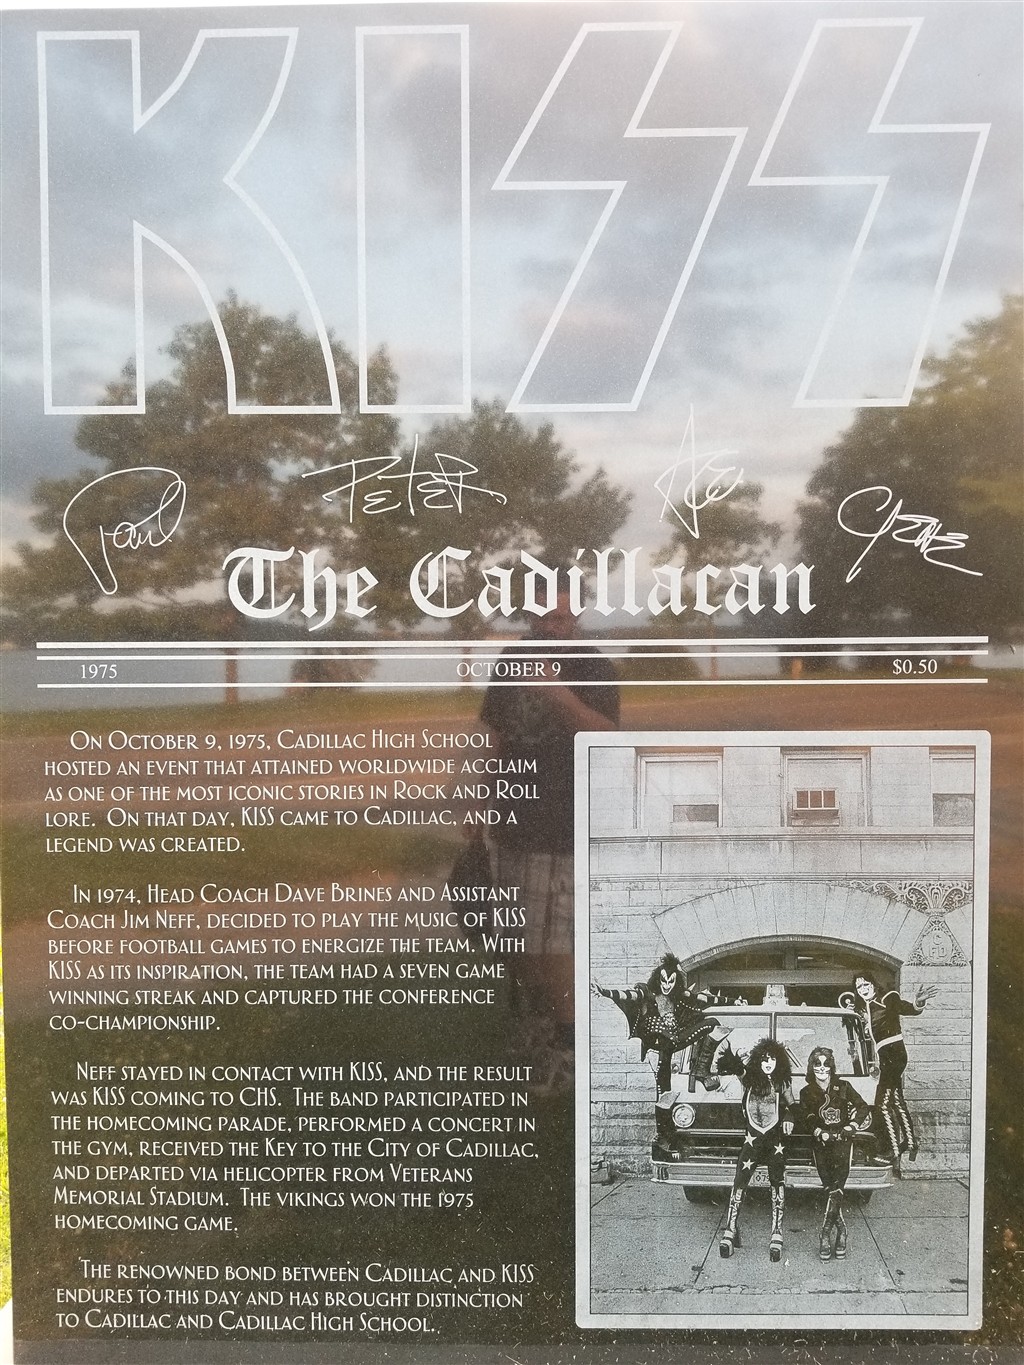 KISS
Paul Peter Ace Gene
The Cadillacan
1975 OCTOBER 9 $0.50
ON OCTOBER 9, 1975, CADILLAC HIGH SCHOOL
HOSTED AN EVENT THAT ATTAINED WORLDWIDE ACCLAIM
AS ONE OF THE MOST ICONIC STORIES IN ROCK AND ROLL
LORE. ON THAT DAY, KISS CAME TO CADILLAC, AND A
LEGEND WAS CREATED.
IN 1974, HEAD COACH DAVE BRINES AND ASSISTANT
COACH JIM NEFF, DECIDED TO PLAY THE MUSIC OF KISS
BEFORE FOOTBALL GAMES TO ENERGIZE THE TEAM. WITH
KISS AS ITS INSPIRATION, THE TEAM HAD A SEVEN GAME
WINNING STREAK AND CAPTURED THE CONFERENCE
CO-CHAMPIONSHIP.
NEFF STAYED IN CONTACT WITH KISS, AND THE RESULT
WAS KISS COMING TO CHS. THE BAND PARTICIPATED IN
THE HOMECOMING PARADE, PERFORMED A CONCERT IN
THE GYM, RECEIVED THE KEY TO THE CITY OF CADILLAC,
AND DEPARTED VIA HELICOPTER FROM VETERANS
MEMORIAL STADIUM. THE VIKINGS WON THE 1975
HOMECOMING GAME.
THE RENOWNED BOND BETWEEN CADILLAC AND KISS
ENDURES TO THIS DAY AND HAS BROUGHT DISTINCTION
TO CADILLAC AND CADILLAC HIGH SCHOOL.